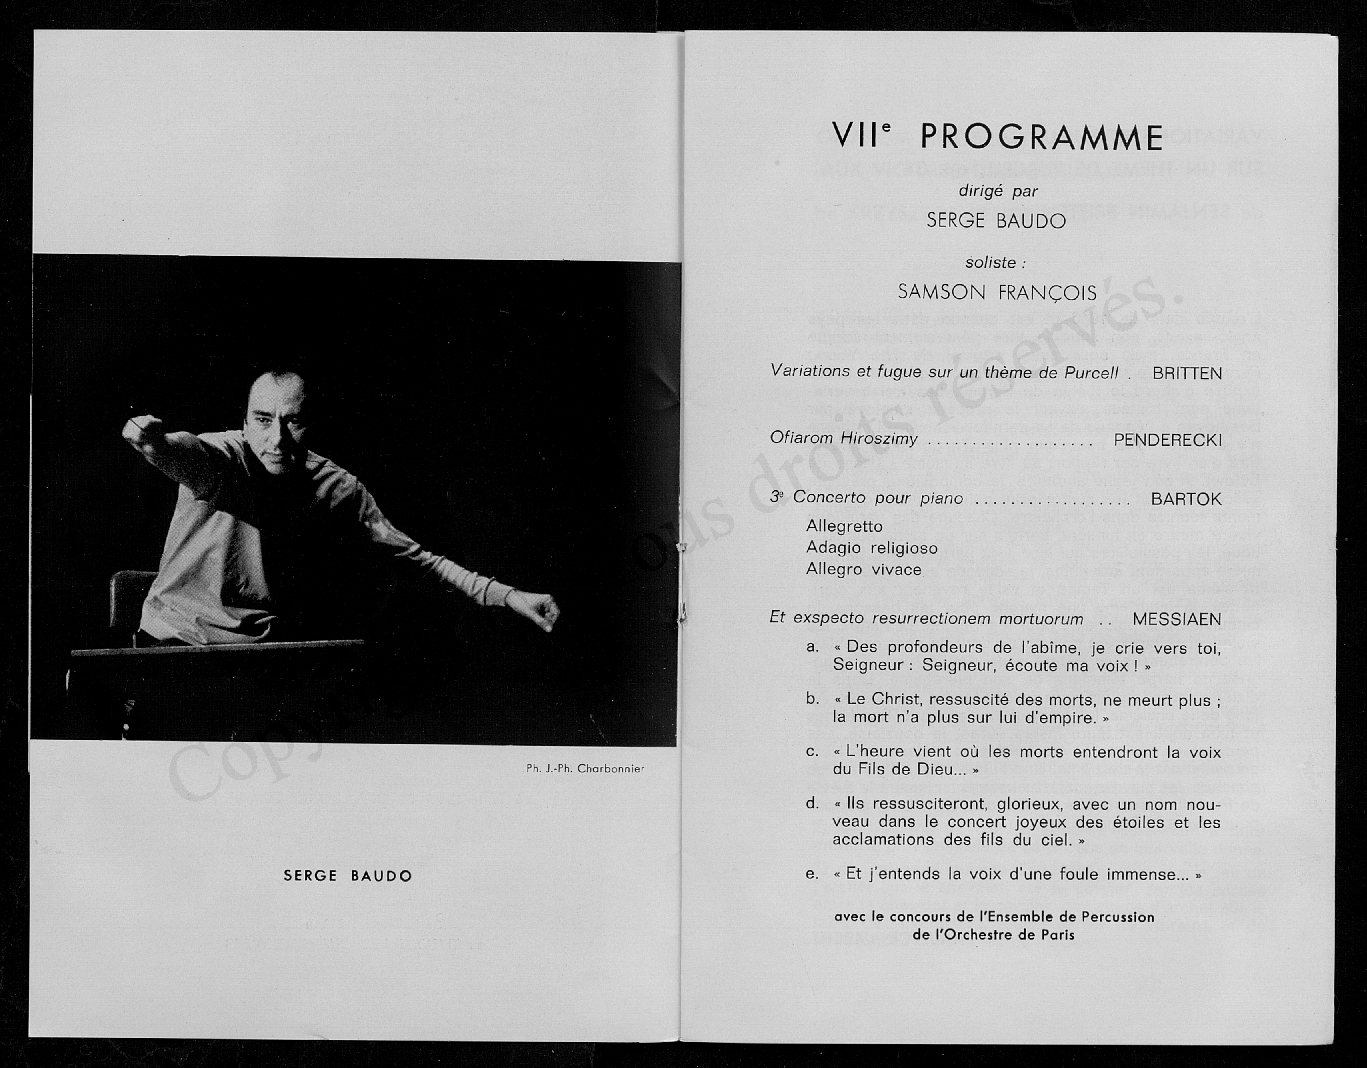 Ph. J.-Ph. Charbonnier
SERGE BAUDO
VIIe PROGRAMME
dirigé par
SERGE BAUDO
soliste :
SAMSON FRANÇOIS
Variations et fugue sur un thème de Purcell . BRITTEN
Ofiarom Hiroszimy ................... PENDERECKI
3e Concerto pour piano .................. BARTOK
Allegretto
Adagio religioso
Allegro vivace
Et exspecto resurrectionem mortuorum .. MESSIAEN
a. « Des profondeurs de l'abîme, je crie vers toi,
Seigneur : Seigneur, écoute ma voix ! »
b. « Le Christ, ressuscité des morts, ne meurt plus ;
la mort n'a plus sur lui d'empire. »
c. « L'heure vient où les morts entendront la voix
du Fils de Dieu... »
d. « Ils ressusciteront, glorieux, avec un nom nou-
veau dans le concert joyeux des étoiles et les
acclamations des fils du ciel. »
e. « Et j'entends la voix d'une foule immense... »
avec le concours de l'Ensemble de Percussion
de l'Orchestre de Paris
droits réservés.